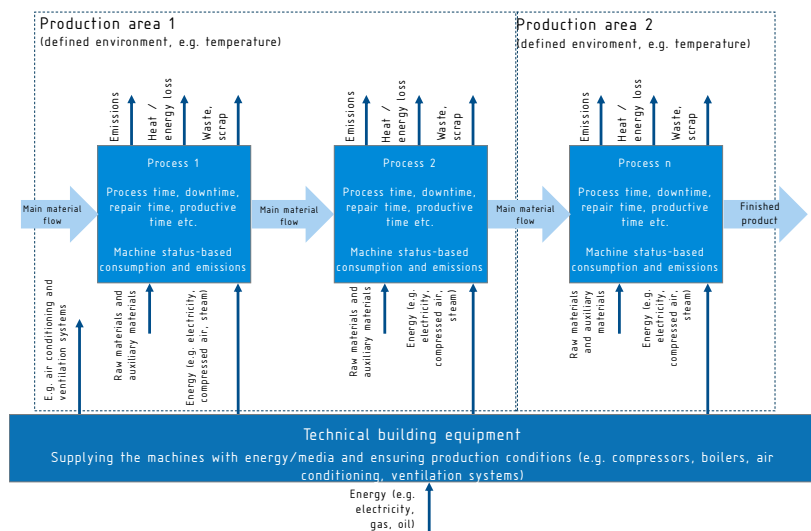 Production area 1
(defined environment, e.g. temperature)
Production area 2
(defined enviroment, e.g. temperature)
Emissions
Heat /
energy loss
Waste,
scrap
Emissions
Heat /
energy loss
Waste,
scrap
Emissions
Heat /
energy loss
Waste,
scrap
Main material
flow
Process 1
Process time, downtime,
repair time, productive
time etc.
Machine status-based
consumption and emissions
Main material
flow
Process 2
Process time, downtime,
repair time, productive
time etc.
Machine status-based
consumption and emissions
Main material
flow
Process n
Process time, downtime,
repair time, productive
time etc.
Machine status-based
consumption and emissions
Finished
product
E.g. air conditioning and
ventilation systems
Raw materials and
auxiliary materials
Energy (e.g. electricity,
compressed air, steam)
Raw materials and
auxiliary materials
Energy (e.g.
electricity,
compressed air,
steam)
Raw materials
and auxiliary
materials
Energy (e.g.
electricity,
compressed air,
steam)
Technical building equipment
Supplying the machines with energy/media and ensuring production conditions (e.g. compressors, boilers, air
conditioning, ventilation systems)
Energy (e.g.
electricity,
gas, oil)